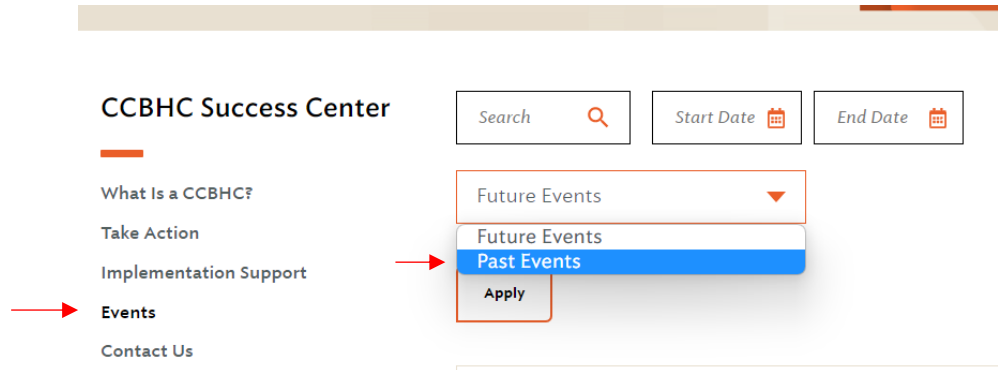 CCBHC Success Center
What Is a CCBHC?
Take Action
Implementation Support
Events
Contact Us
Search
Start Date
End Date
Future Events
Future Events
Past Events
Apply